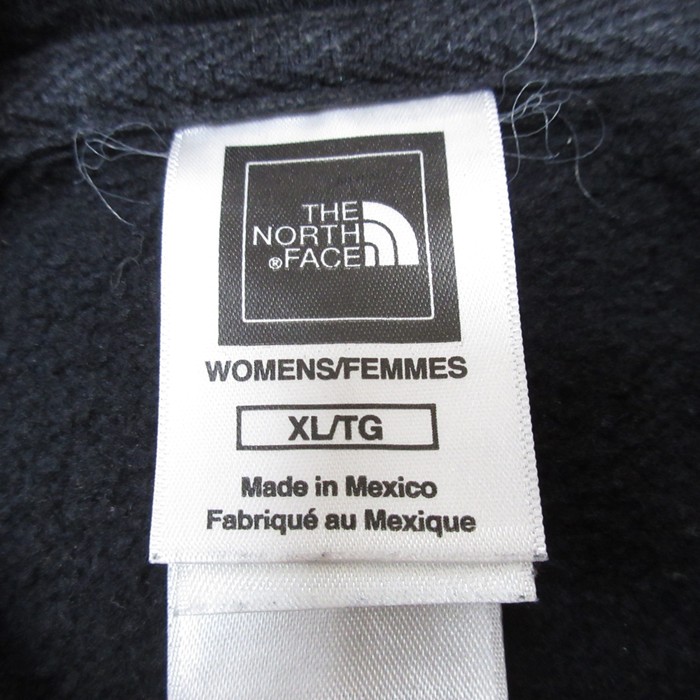 THE
NORTH
®FACE
WOMENS/FEMMES
XL/TG
Made in Mexico
Fabriqué au Mexique